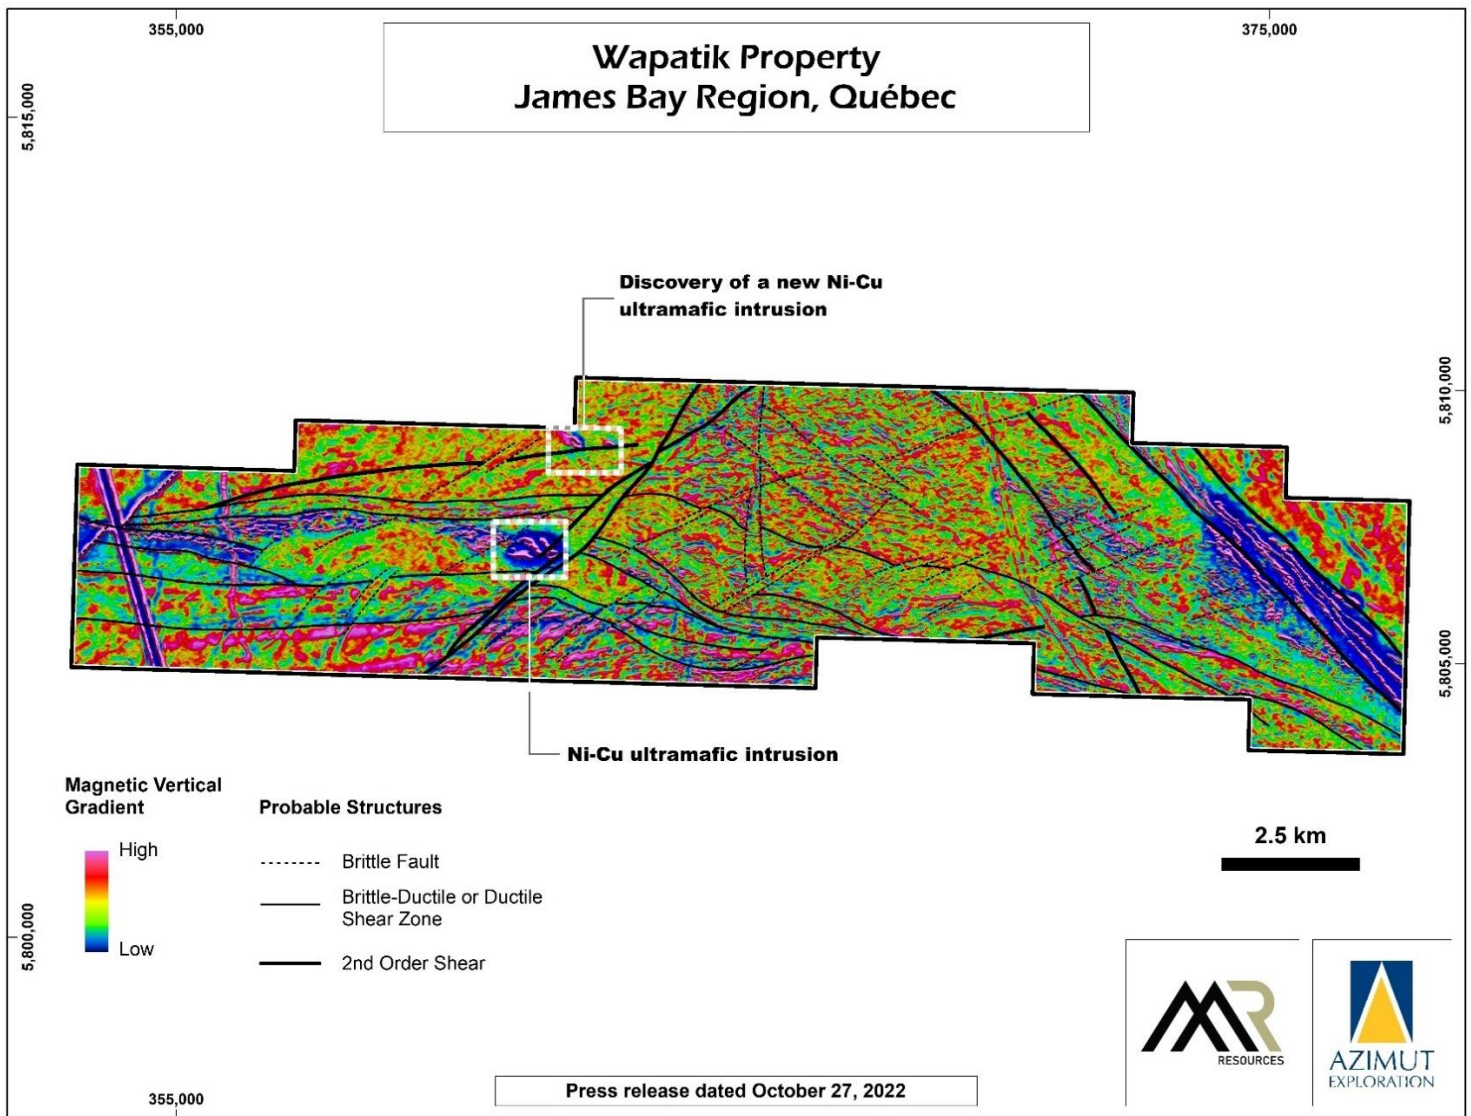 355,000
375,000
Wapatik Property
James Bay Region, Québec
5,815,000
Discovery of a new Ni-Cu
ultramafic intrusion
5,810,000
5,805,000
Ni-Cu ultramafic intrusion
Magnetic Vertical
Gradient
High
Low
Probable Structures
Brittle Fault
Brittle-Ductile or Ductile
Shear Zone
2nd Order Shear
2.5 km
5,800,000
MR
RESOURCES
AZIMUT
EXPLORATION
355,000
Press release dated October 27, 2022